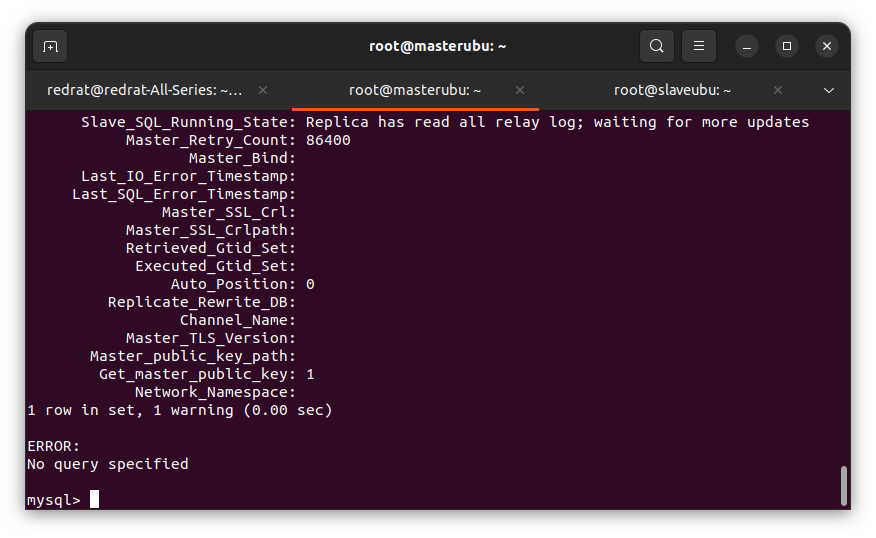 root@masterubu: ~
redrat@redrat-All-Series: ~...
root@masterubu: ~
root@slaveubu: ~
Slave_SQL_Running_State: Replica has read all relay log; waiting for more updates
Master_Retry_Count: 86400
Master_Bind:
Last_IO_Error_Timestamp:
Last_SQL_Error_Timestamp:
Master_SSL_Crl:
Master_SSL_Crlpath:
Retrieved_Gtid_Set:
Executed_Gtid_Set:
Auto_Position: 0
Replicate_Rewrite_DB:
Channel_Name:
Master_TLS_Version:
Master_public_key_path:
Get_master_public_key: 1
Network_Namespace:
1 row in set, 1 warning (0.00 sec)
ERROR:
No query specified
mysql>